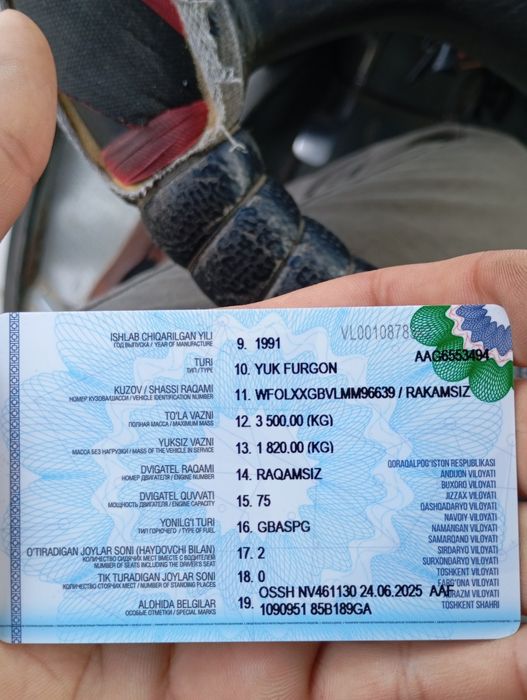 VL0010878
AAG6553494
ISHLAB CHIQARILGAN YILI
ГОД ВЫПУСКА / YEAR OF MANUFACTURE
9. 1991
TURI
ТИП/TYPE
10. YUK FURGON
KUZOV / SHASSI RAQAMI
НОМЕР КУЗОВА/ШАССИ / VEHICLE IDENTIFICATION NUMBER
11. WFOLXXGBVLMM96639 / RAKAMSIZ
TO'LA VAZNI
ПОЛНАЯ МАССА / MAXIMUM MASS
12. 3 500.00 (KG)
YUKSIZ VAZNI
МАССА БЕЗ НАГРУЗКИ / MASS OF THE VEHICLE IN SERVICE
13. 1 820.00 (KG)
DVIGATEL RAQAMI
НОМЕР ДВИГАТЕЛЯ / ENGINE NUMBER
14. RAQAMSIZ
DVIGATEL QUVVATI
МОЩНОСТЬ ДВИГАТЕЛЯ / ENGINE CAPACITY
15. 75
YONILG'I TURI
ТИП ГОРЮЧЕГО / TYPE OF FUEL
16. GBASPG
O'TIRADIGAN JOYLAR SONI (HAYDOVCHI BILAN)
КОЛИЧЕСТВО СИДЯЧИХ МЕСТ ВМЕСТЕ С ВОДИТЕЛЕМ
NUMBER OF SEATS INCLUDING THE DRIVER'S SEAT
17. 2
TIK TURADIGAN JOYLAR SONI
КОЛИЧЕСТВО СТОЯЧИХ МЕСТ / NUMBER OF STANDING PLACES
18. 0
ALOHIDA BELGILAR
ОСОБЫЕ ОТМЕТКИ / SPECIAL MARKS
19. OSSH NV461130 24.06.2025 AAF
1090951 85B189GA
QORAQALPOG'ISTON RESPUBLIKASI
ANDIJON VILOYATI
BUXORO VILOYATI
JIZZAX VILOYATI
QASHQADARYO VILOYATI
NAVOIY VILOYATI
NAMANGAN VILOYATI
SAMARQAND VILOYATI
SIRDARYO VILOYATI
SURXONDARYO VILOYATI
TOSHKENT VILOYATI
FARG'ONA VILOYATI
VILOYATI
TOSHKENT SHAHRI